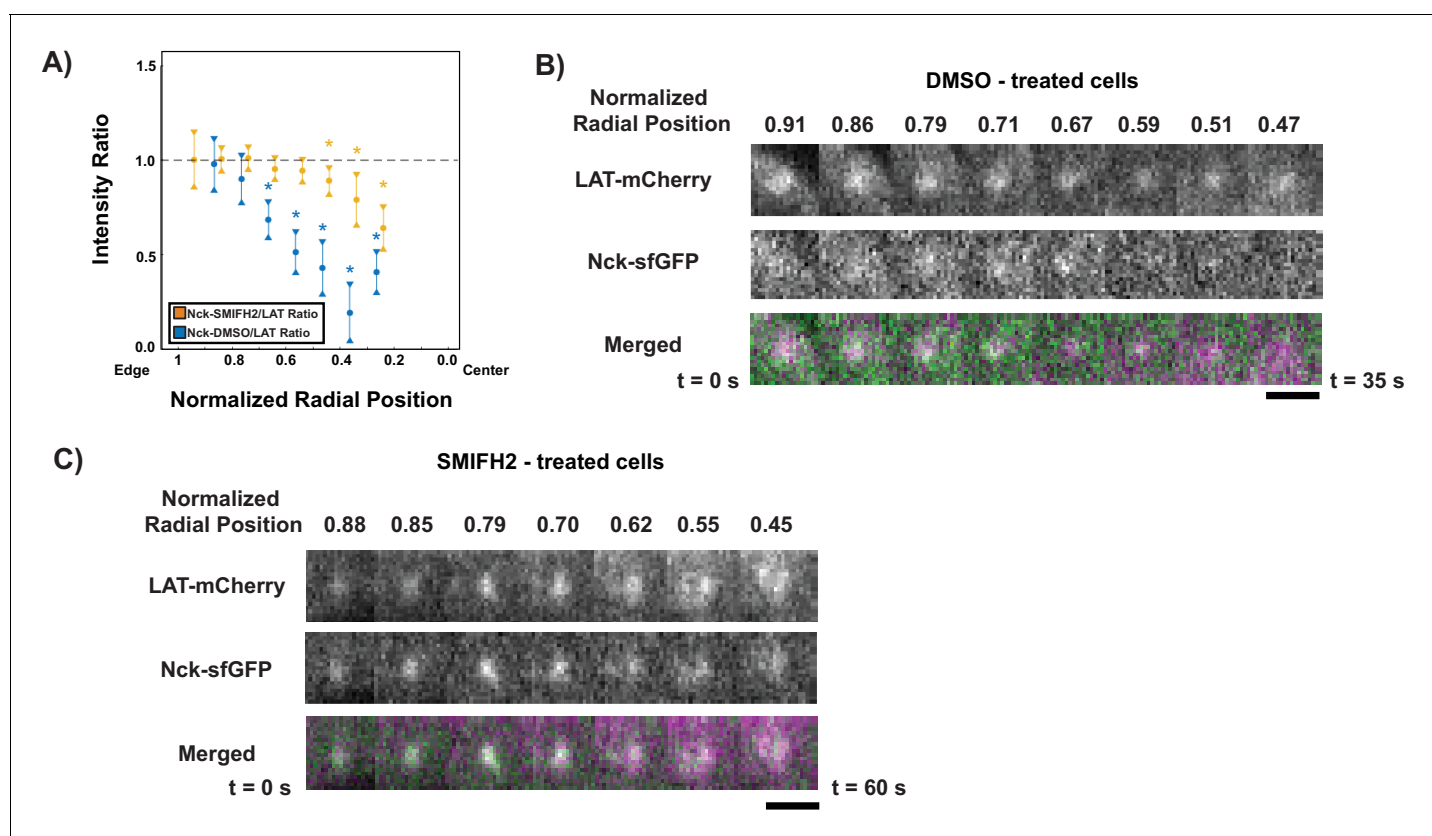 A)
1.5
1.0
0.5
0.0
Intensity Ratio
* * *
* * * * *
Nck-SMIFH2/LAT Ratio
Nck-DMSO/LAT Ratio
1 0.8 0.6 0.4 0.2 0.0
Edge Center
Normalized Radial Position
B)
DMSO - treated cells
Normalized
Radial Position 0.91 0.86 0.79 0.71 0.67 0.59 0.51 0.47
LAT-mCherry
Nck-sfGFP
Merged
t = 0 s t = 35 s
C)
SMIFH2 - treated cells
Normalized
Radial Position 0.88 0.85 0.79 0.70 0.62 0.55 0.45
LAT-mCherry
Nck-sfGFP
Merged
t = 0 s t = 60 s